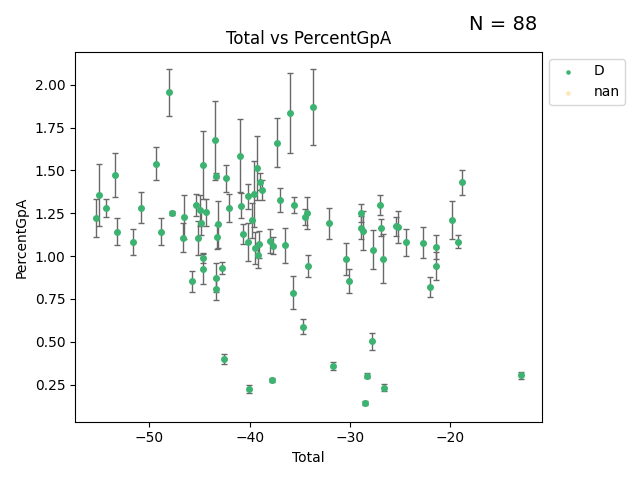 N = 88
Total vs PercentGpA
D
nan
2.00
1.75
1.50
1.25
1.00
0.75
0.50
0.25
PercentGpA
−50
−40
−30
−20
Total